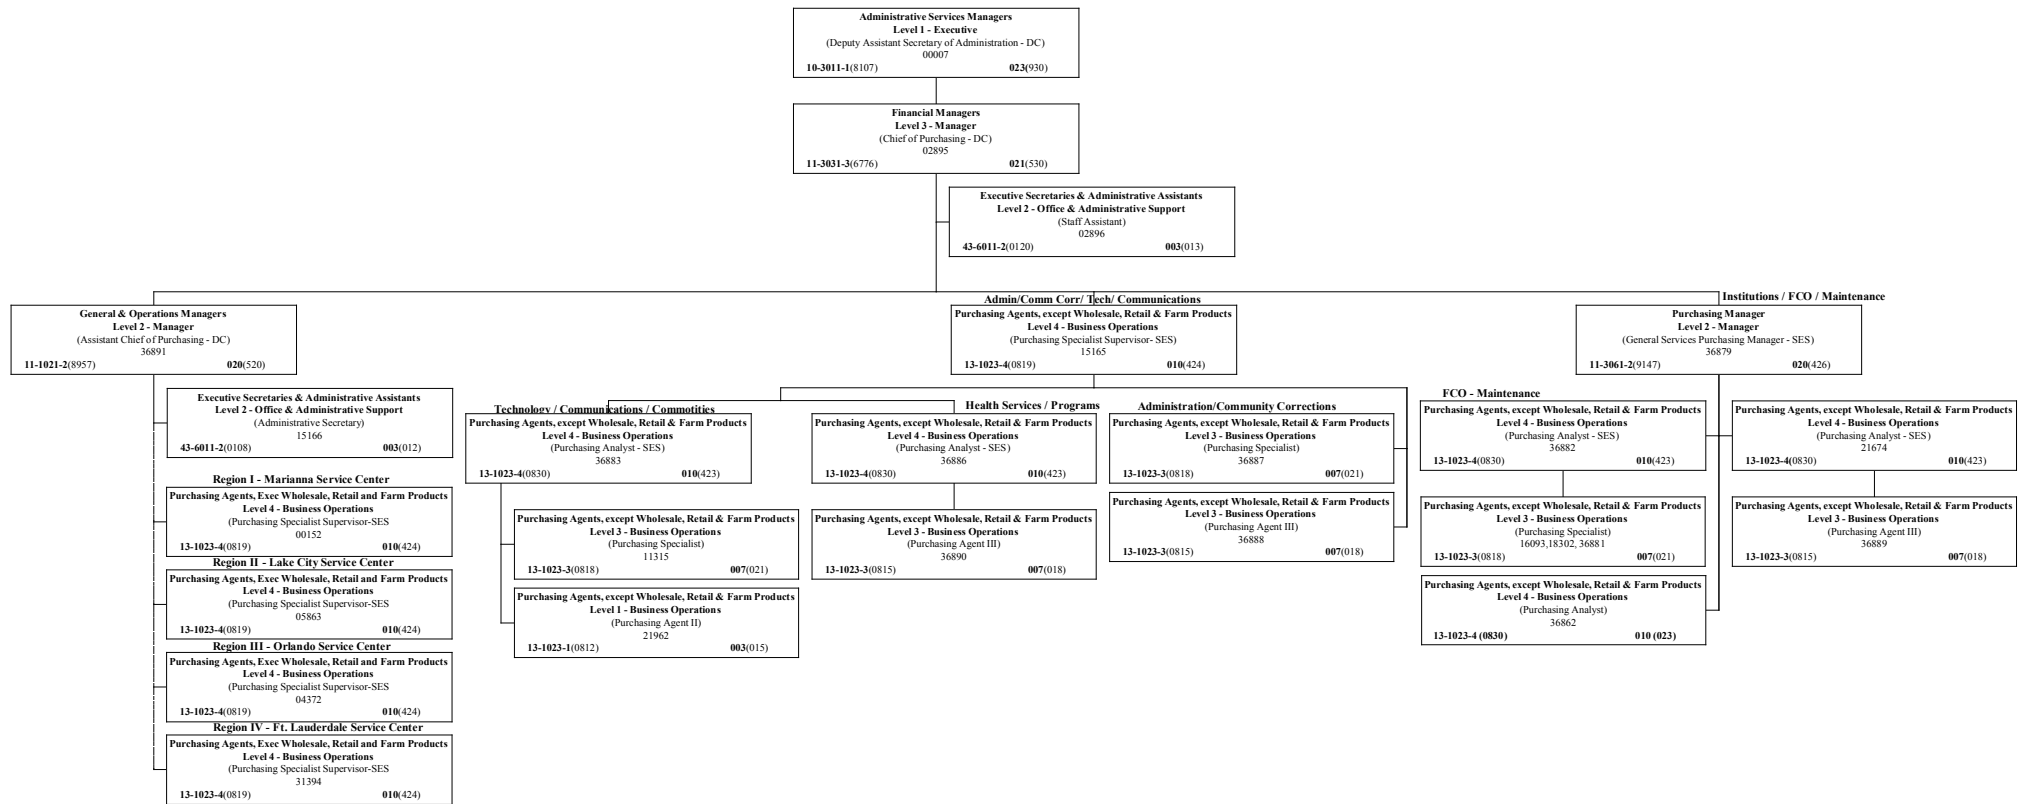 Administrative Services Managers
Level 1 - Executive
(Deputy Assistant Secretary of Administration - DC)
00007
10-3011-1(8107) 023(930)
Financial Managers
Level 3 - Manager
(Chief of Purchasing - DC)
02895
11-3031-3(6776) 021(530)
Executive Secretaries & Administrative Assistants
Level 2 - Office & Administrative Support
(Staff Assistant)
02896
43-6011-2(0120) 003(013)
General & Operations Managers
Level 2 - Manager
(Assistant Chief of Purchasing - DC)
36891
11-1021-2(8957) 020(520)
Executive Secretaries & Administrative Assistants
Level 2 - Office & Administrative Support
(Administrative Secretary)
15166
43-6011-2(0108) 003(012)
Region I - Marianna Service Center
Purchasing Agents, Exec Wholesale, Retail and Farm Products
Level 4 - Business Operations
(Purchasing Specialist Supervisor-SES
00152
13-1023-4(0819) 010(424)
Region II - Lake City Service Center
Purchasing Agents, Exec Wholesale, Retail and Farm Products
Level 4 - Business Operations
(Purchasing Specialist Supervisor-SES
05863
13-1023-4(0819) 010(424)
Region III - Orlando Service Center
Purchasing Agents, Exec Wholesale, Retail and Farm Products
Level 4 - Business Operations
(Purchasing Specialist Supervisor-SES
04372
13-1023-4(0819) 010(424)
Region IV - Ft. Lauderdale Service Center
Purchasing Agents, Exec Wholesale, Retail and Farm Products
Level 4 - Business Operations
(Purchasing Specialist Supervisor-SES
31394
13-1023-4(0819) 010(424)
Admin/Comm Corr/ Tech/ Communications
Purchasing Agents, except Wholesale, Retail & Farm Products
Level 4 - Business Operations
(Purchasing Specialist Supervisor- SES)
15165
13-1023-4(0819) 010(424)
Technology / Communications / Commotities
Purchasing Agents, except Wholesale, Retail & Farm Products
Level 4 - Business Operations
(Purchasing Analyst - SES)
36883
13-1023-4(0830) 010(423)
Purchasing Agents, except Wholesale, Retail & Farm Products
Level 3 - Business Operations
(Purchasing Specialist)
11315
13-1023-3(0818) 007(021)
Purchasing Agents, except Wholesale, Retail & Farm Products
Level 1 - Business Operations
(Purchasing Agent II)
21962
13-1023-1(0812) 003(015)
Health Services / Programs
Purchasing Agents, except Wholesale, Retail & Farm Products
Level 4 - Business Operations
(Purchasing Analyst - SES)
36886
13-1023-4(0830) 010(423)
Purchasing Agents, except Wholesale, Retail & Farm Products
Level 3 - Business Operations
(Purchasing Agent III)
36890
13-1023-3(0815) 007(018)
Administration/Community Corrections
Purchasing Agents, except Wholesale, Retail & Farm Products
Level 3 - Business Operations
(Purchasing Specialist)
36887
13-1023-3(0818) 007(021)
Purchasing Agents, except Wholesale, Retail & Farm Products
Level 3 - Business Operations
(Purchasing Agent III)
36888
13-1023-3(0815) 007(018)
Institutions / FCO / Maintenance
Purchasing Manager
Level 2 - Manager
(General Services Purchasing Manager - SES)
36879
11-3061-2(9147) 020(426)
FCO - Maintenance
Purchasing Agents, except Wholesale, Retail & Farm Products
Level 4 - Business Operations
(Purchasing Analyst - SES)
36882
13-1023-4(0830) 010(423)
Purchasing Agents, except Wholesale, Retail & Farm Products
Level 3 - Business Operations
(Purchasing Specialist)
16093,18302, 36881
13-1023-3(0818) 007(021)
Purchasing Agents, except Wholesale, Retail & Farm Products
Level 4 - Business Operations
(Purchasing Analyst)
36862
13-1023-4 (0830) 010 (023)
Purchasing Agents, except Wholesale, Retail & Farm Products
Level 4 - Business Operations
(Purchasing Analyst - SES)
21674
13-1023-4(0830) 010(423)
Purchasing Agents, except Wholesale, Retail & Farm Products
Level 3 - Business Operations
(Purchasing Agent III)
36889
13-1023-3(0815) 007(018)